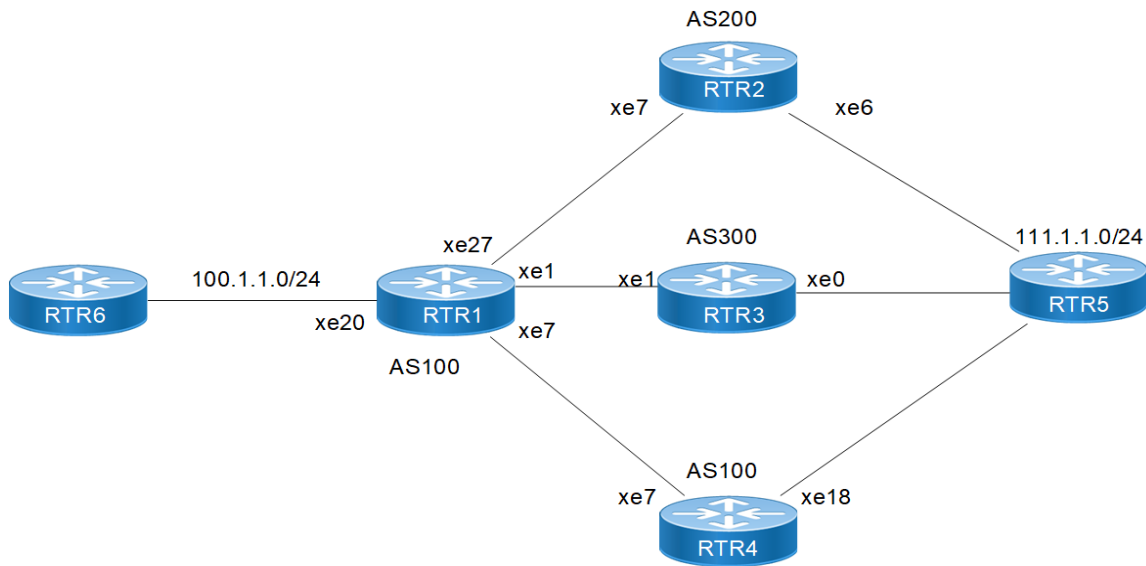 AS200
RTR2
xe7
xe6
xe27
AS300
111.1.1.0/24
100.1.1.0/24
xe1
xe1
xe0
RTR6
RTR1
RTR3
RTR5
xe20
xe7
AS100
AS100
xe7
xe18
RTR4